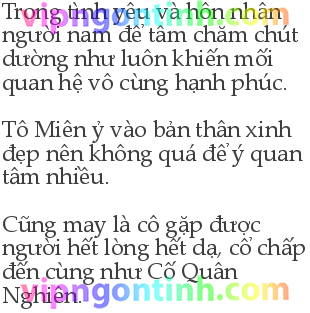 Trong tình yêu và hôn nhân
người nam để tâm chăm chút
dường như luôn khiến mối
quan hệ vô cùng hạnh phúc.
Tô Miên ỷ vào bản thân xinh
đẹp nên không quá để ý quan
tâm nhiều.
Cũng may là cô gặp được
người hết lòng hết dạ, cố chấp
đến cùng như Cố Quân
Nghiên.
vipngontinh.com
vipngontinh.com